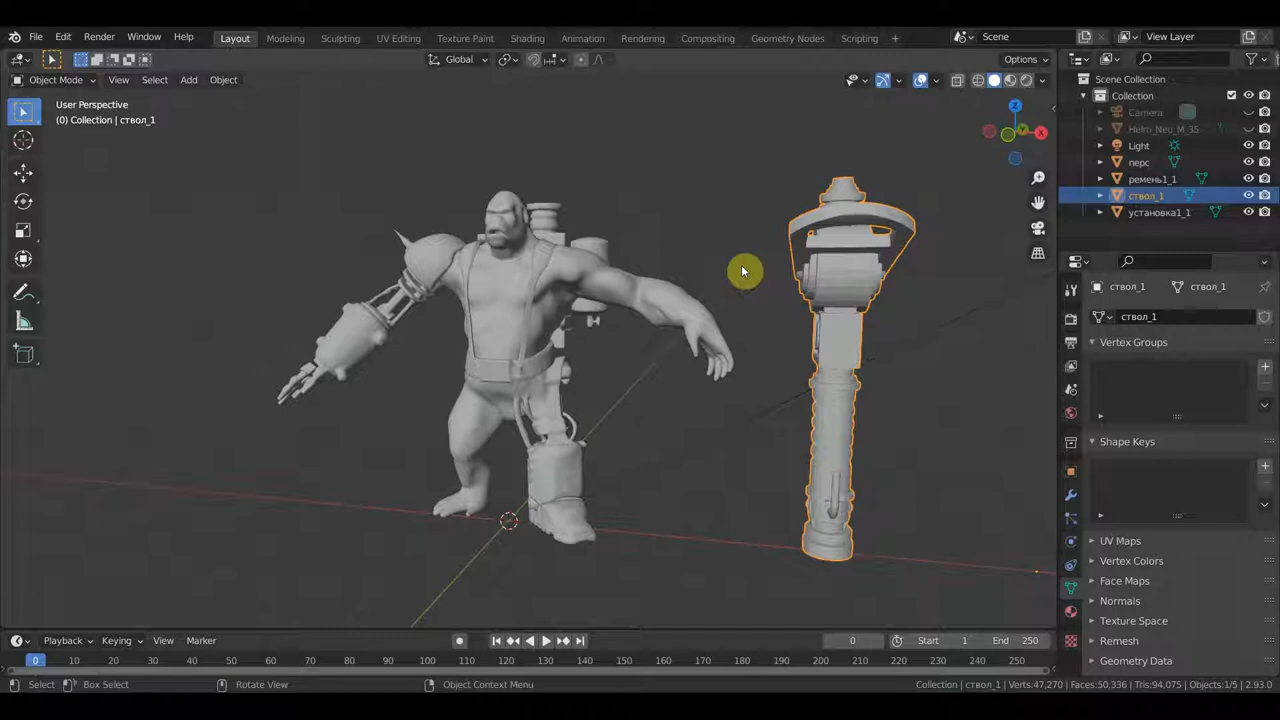 File Edit Render Window Help Layout Modeling Sculpting UV Editing Texture Paint Shading Animation Rendering Compositing Geometry Nodes Scripting + Scene View Layer
Global Options
Object Mode View Select Add Object
User Perspective
(0) Collection | ствол_1
Z
Y
X
Scene Collection
Collection
Camera
Helm_Neu_M_35
Light
перс
ремень1_1
ствол_1
установка1_1
ствол_1 ствол_1
ствол_1
Vertex Groups
Shape Keys
UV Maps
Vertex Colors
Face Maps
Normals
Texture Space
Remesh
Geometry Data
Playback Keying View Marker 0 Start 1 End 250
0 10 20 30 40 50 60 70 80 90 100 110 120 130 140 150 160 170 180 190 200 210 220 230 240 250
Select Box Select Rotate View Object Context Menu Collection | ствол_1 | Verts:47,270 | Faces:50,336 | Tris:94,075 | Objects:1/5 | 2.93.0